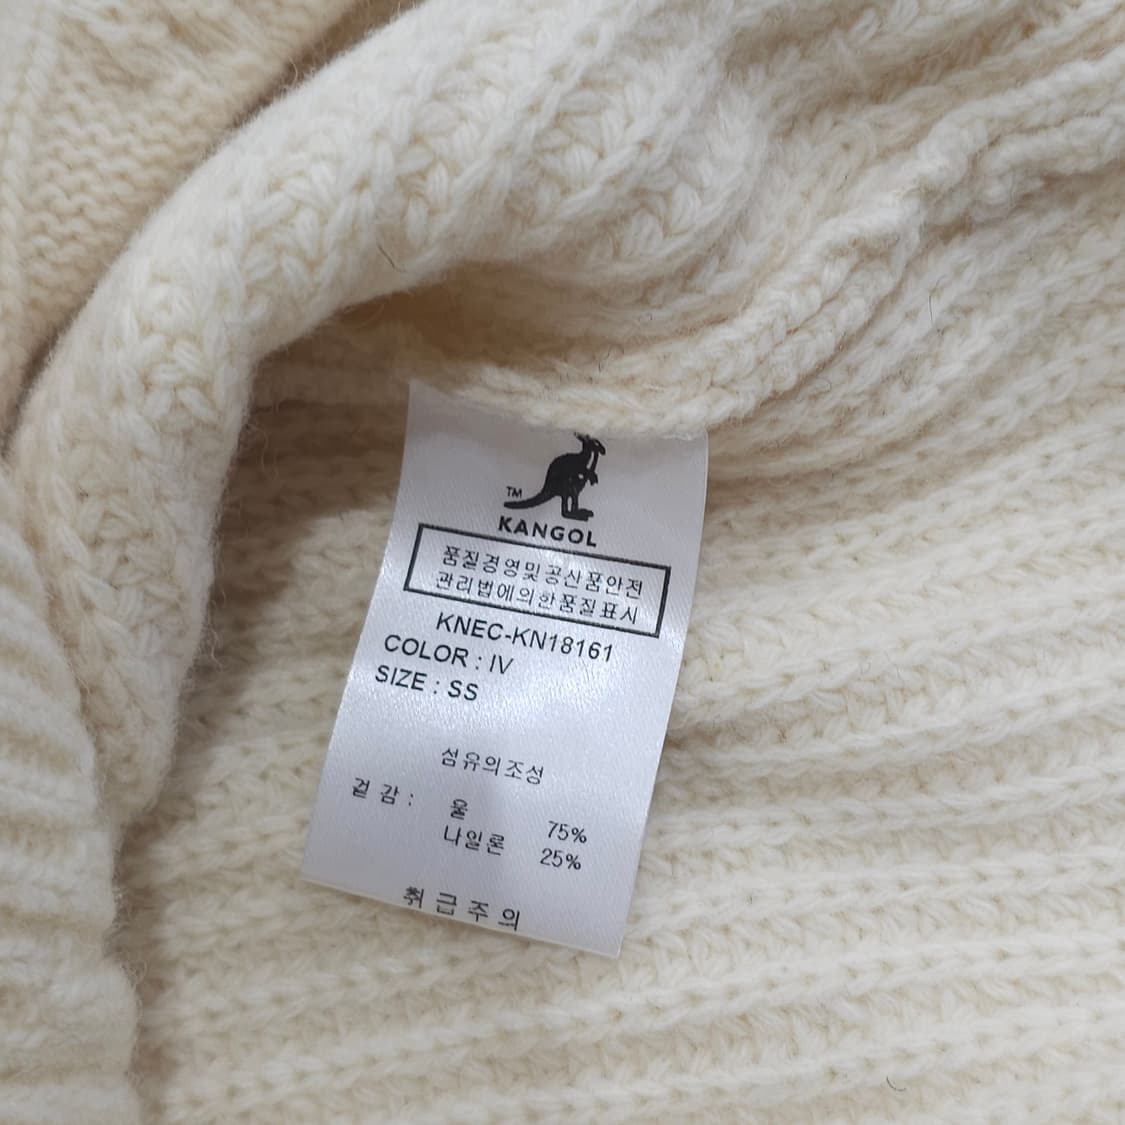 TM
KANGOL
품질경영및공산품안전
관리법에의한품질표시
KNEC-KN18161
COLOR : IV
SIZE : SS
섬유의조성
겉 감 : 울 75%
나일론 25%
취 급 주 의